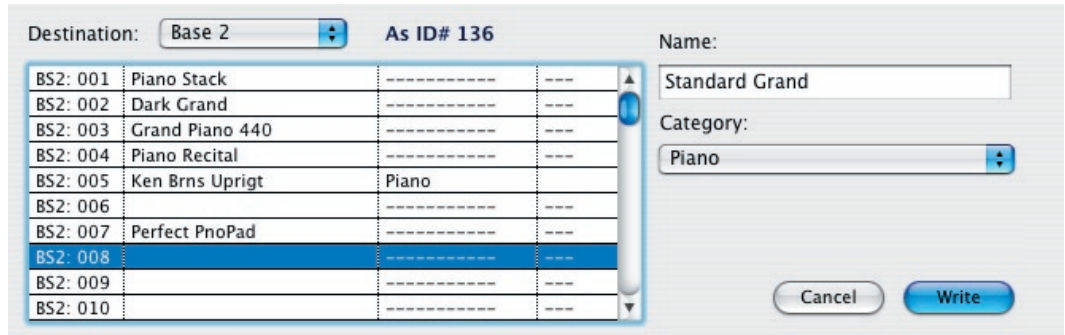 Destination: Base 2 As ID# 136
BS2: 001 Piano Stack ----------- ---
BS2: 002 Dark Grand ----------- ---
BS2: 003 Grand Piano 440 ----------- ---
BS2: 004 Piano Recital ----------- ---
BS2: 005 Ken Brns Uprigt Piano
BS2: 006 ----------- ---
BS2: 007 Perfect PnoPad ----------- ---
BS2: 008 ----------- ---
BS2: 009 ----------- ---
BS2: 010 ----------- ---
Name:
Standard Grand
Category:
Piano
Cancel Write